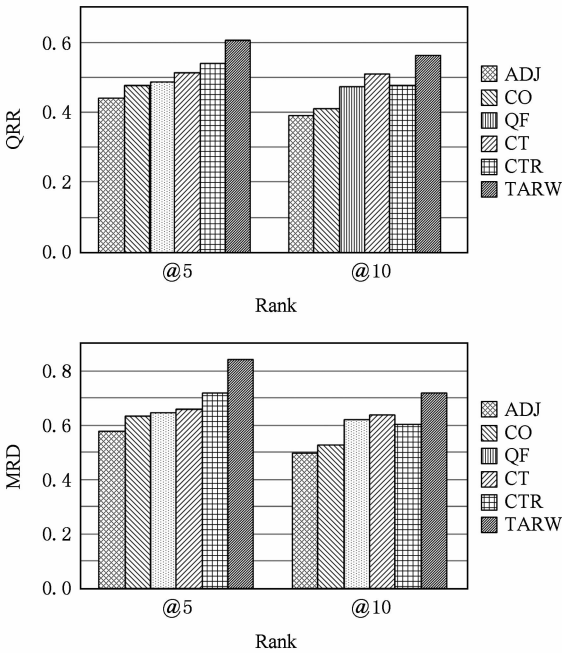 0.6
0.4
0.2
0.0
QRR
@5
@10
Rank
ADJ
CO
QF
CT
CTR
TARW
0.8
0.6
0.4
0.2
0.0
MRD
@5
@10
Rank
ADJ
CO
QF
CT
CTR
TARW